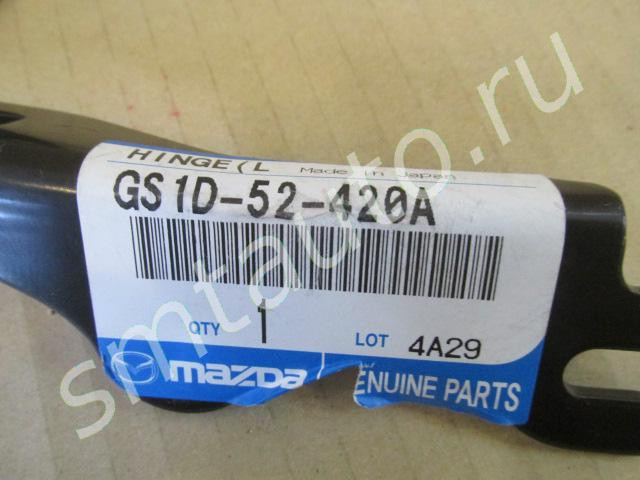 HINGE(L Made in Japan
GS1D-52-420A
QTY 1 LOT 4A29
mazda ENUINE PARTS
smtauto.ru